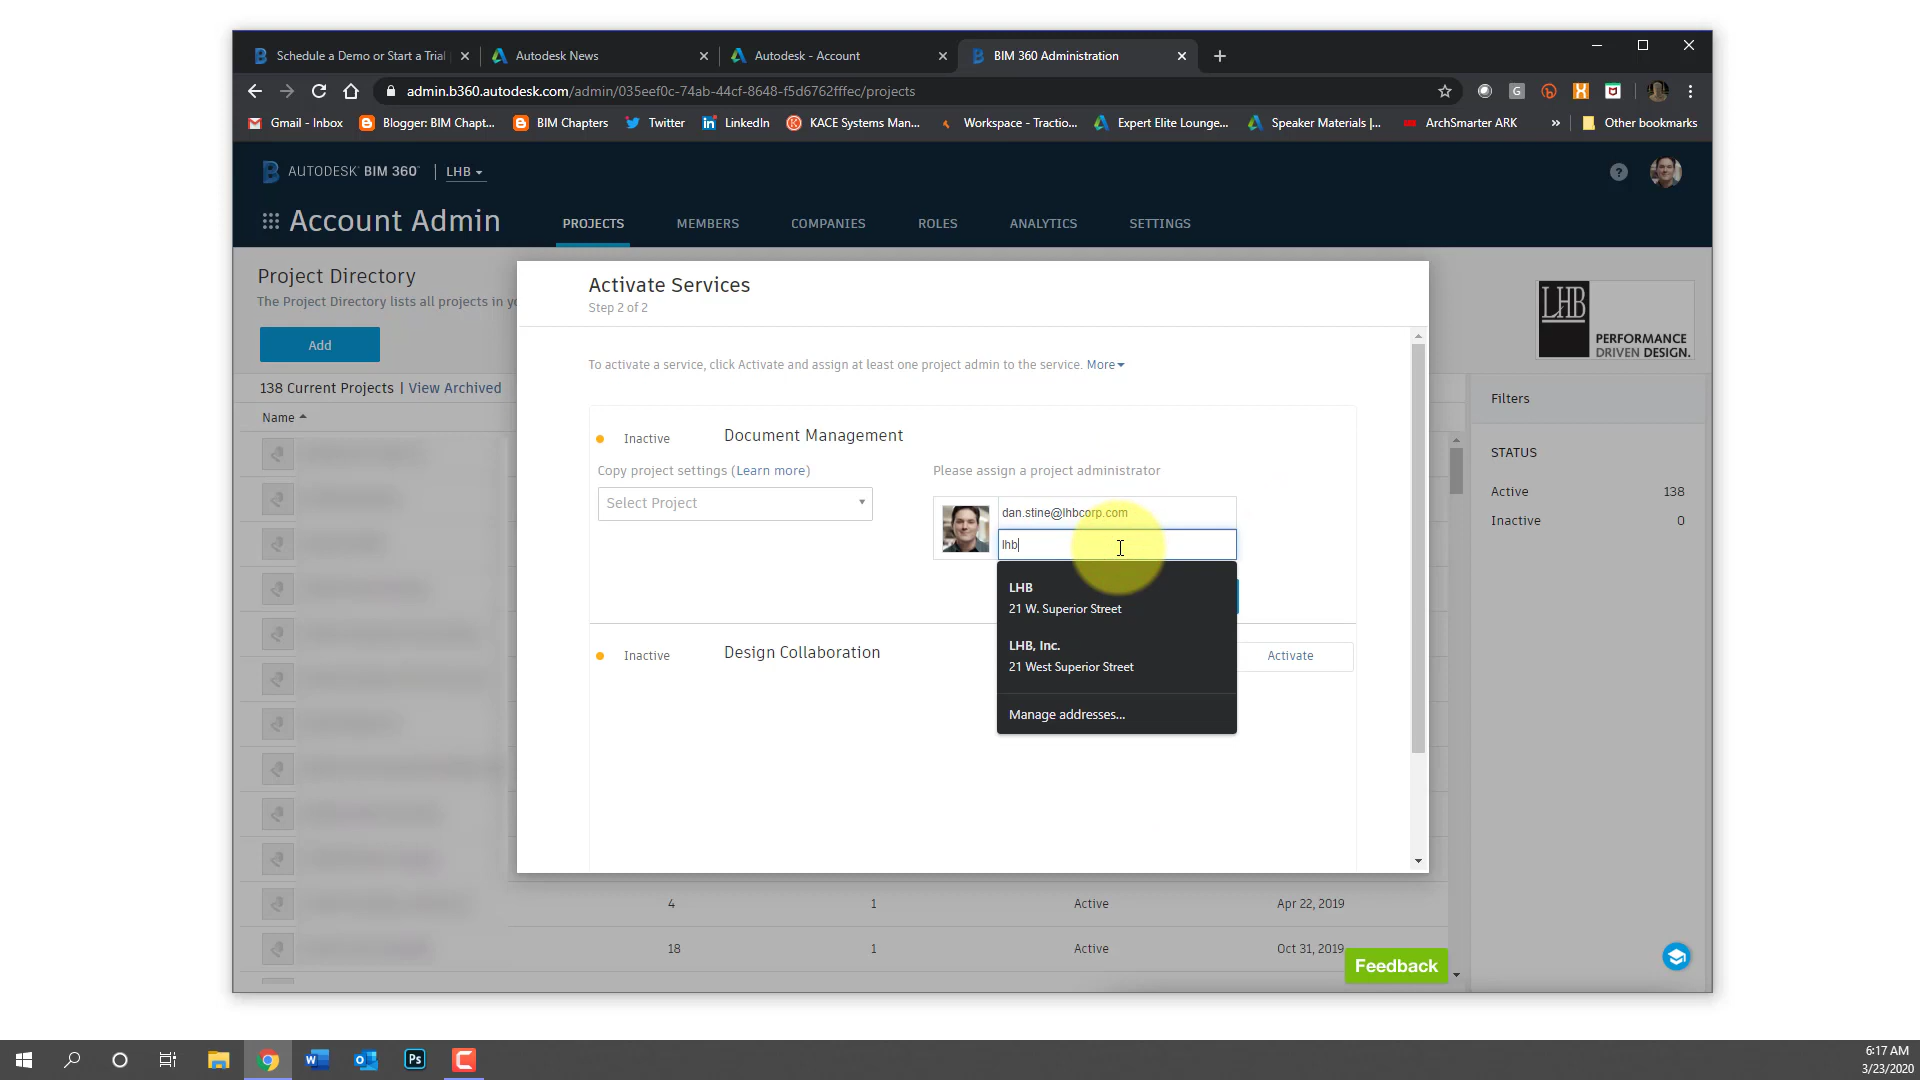 Schedule a Demo or Start a Trial
Autodesk News
Autodesk - Account
BIM 360 Administration
admin.b360.autodesk.com/admin/035eef0c-74ab-44cf-8648-f5d6762fffec/projects
Gmail - Inbox
Blogger: BIM Chapt...
BIM Chapters
Twitter
LinkedIn
KACE Systems Man...
Workspace - Tractio...
Expert Elite Lounge...
Speaker Materials |...
ArchSmarter ARK
»
Other bookmarks
AUTODESK® BIM 360™
LHB
Account Admin
PROJECTS
MEMBERS
COMPANIES
ROLES
ANALYTICS
SETTINGS
Project Directory
The Project Directory lists all projects in yo
Add
LHB
PERFORMANCE
DRIVEN DESIGN.
138 Current Projects | View Archived
Name
Activate Services
Step 2 of 2
To activate a service, click Activate and assign at least one project admin to the service. More
Inactive
Document Management
Copy project settings (Learn more)
Select Project
Please assign a project administrator
dan.stine@lhbcorp.com
lhb
LHB
21 W. Superior Street
LHB, Inc.
21 West Superior Street
Manage addresses...
Inactive
Design Collaboration
Activate
Filters
STATUS
Active 138
Inactive 0
4 1 Active Apr 22, 2019
18 1 Active Oct 31, 2019
Feedback
6:17 AM
3/23/2020